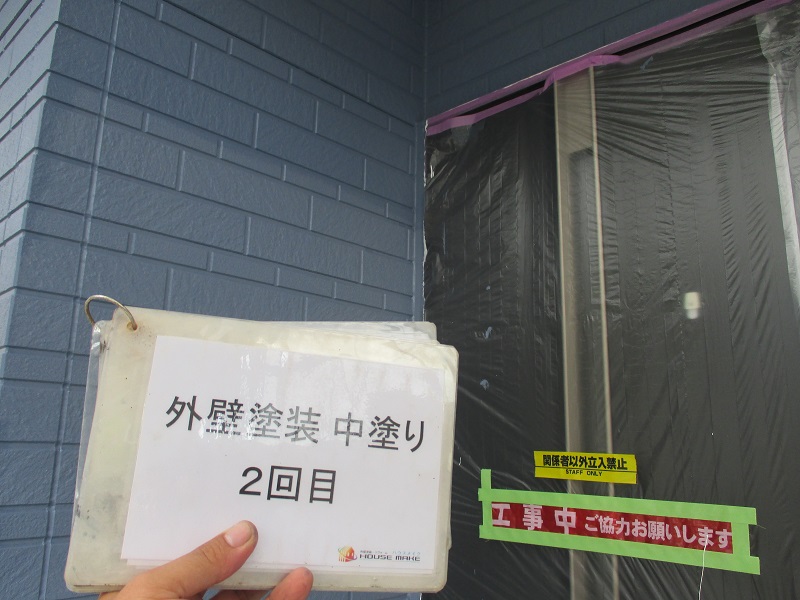 外壁塗装 中塗り
2回目
HOUSE MAKE
関係者以外立入禁止
STAFF ONLY
工事中 ご協力お願いします